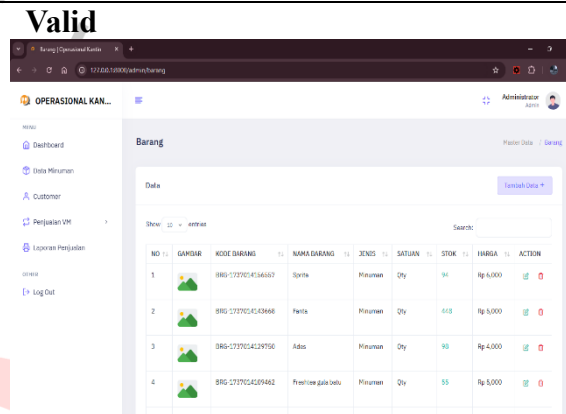 Valid
Barang | Operasional Kantin
127.0.0.1:8000/admin/barang
OPERASIONAL KAN...
Administrator
Admin
MENU
Dashboard
Data Minuman
Customer
Penjualan VM
Laporan Penjualan
OTHER
Log Out
Barang
Master Data / Barang
Data
Tambah Data +
Show 10 entries
Search:
NO GAMBAR KODE BARANG NAMA BARANG JENIS SATUAN STOK HARGA ACTION
1 BRG-1737014156557 Sprite Minuman Qty 94 Rp 6,000
2 BRG-1737014143668 Fanta Minuman Qty Rp 6,000
3 BRG-1737014129750 Ades Minuman Qty 98 Rp 4,000
4 BRG-1737014109462 Freshtea gula batu Minuman Qty 55 Rp 5,000